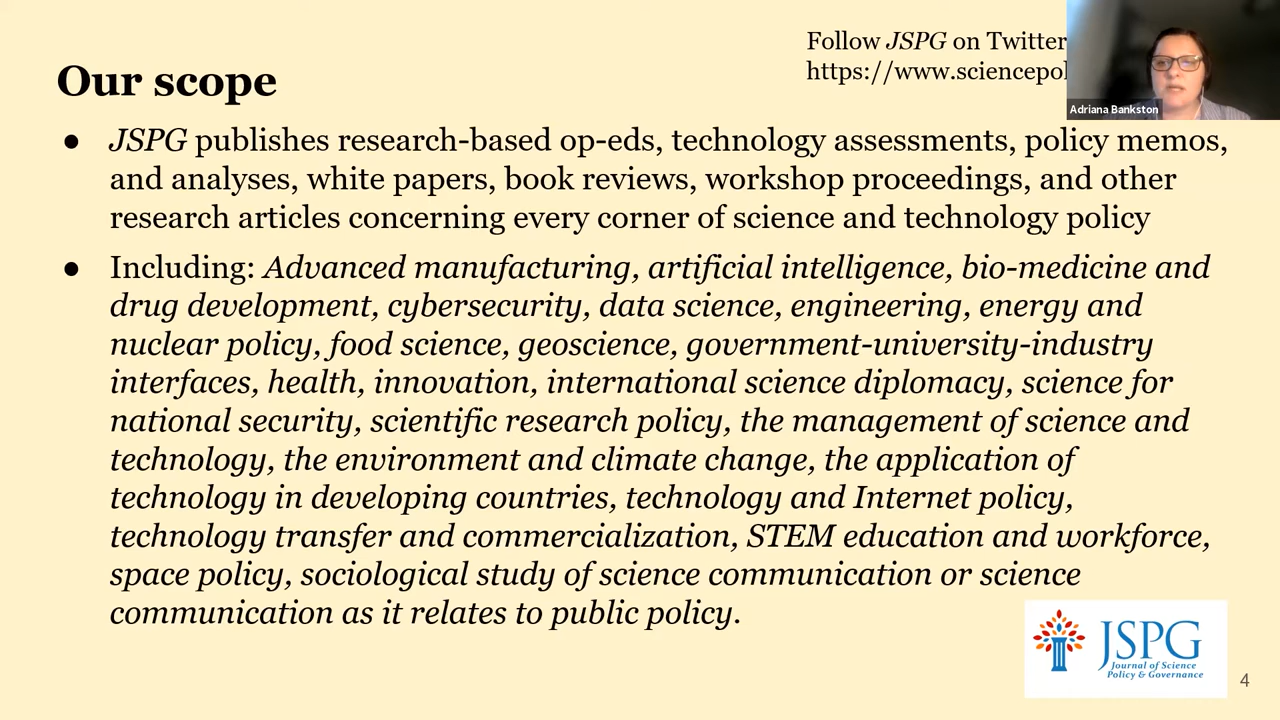 Follow JSPG on Twitter
https://www.sciencepol
Adriana Bankston
Our scope
● JSPG publishes research-based op-eds, technology assessments, policy memos,
and analyses, white papers, book reviews, workshop proceedings, and other
research articles concerning every corner of science and technology policy
● Including: Advanced manufacturing, artificial intelligence, bio-medicine and
drug development, cybersecurity, data science, engineering, energy and
nuclear policy, food science, geoscience, government-university-industry
interfaces, health, innovation, international science diplomacy, science for
national security, scientific research policy, the management of science and
technology, the environment and climate change, the application of
technology in developing countries, technology and Internet policy,
technology transfer and commercialization, STEM education and workforce,
space policy, sociological study of science communication or science
communication as it relates to public policy.
JSPG
Journal of Science
Policy & Governance
4